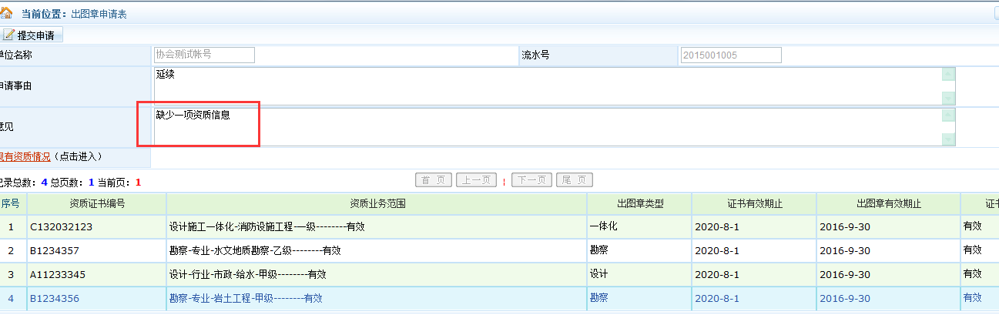 当前位置：出图章申请表
提交申请
单位名称 协会测试帐号 流水号 2015001005
申请事由 延续
意见 缺少一项资质信息
现有资质情况（点击进入）
记录总数：4 总页数：1 当前页：1 首 页 上一页 ¦ 下一页 尾 页
序号 资质证书编号 资质业务范围 出图章类型 证书有效期止 出图章有效期止
1 C132032123 设计施工一体化-消防设施工程-一级--------有效 一体化 2020-8-1 2016-9-30 有效
2 B1234357 勘察-专业-水文地质勘察-乙级--------有效 勘察 2020-8-1 2016-9-30 有效
3 A11233345 设计-行业-市政-给水-甲级--------有效 设计 2020-8-1 2016-9-30 有效
4 B1234356 勘察-专业-岩土工程-甲级--------有效 勘察 2020-8-1 2016-9-30 有效